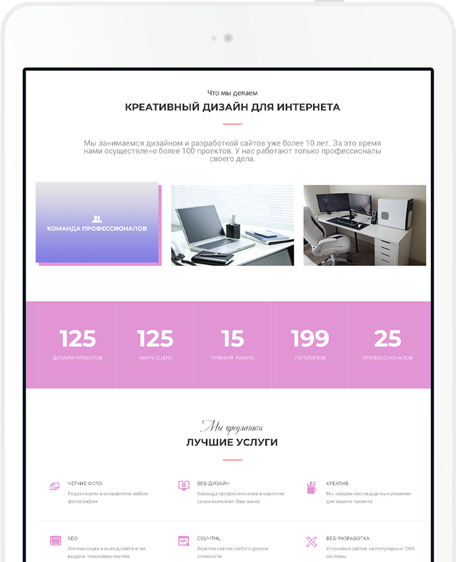 Что мы делаем
КРЕАТИВНЫЙ ДИЗАЙН ДЛЯ ИНТЕРНЕТА
Мы занимаемся дизайном и разработкой сайтов уже более 10 лет. За это время
нами осуществлено более 100 проектов. У нас работают только профессионалы
своего дела.
КОМАНДА ПРОФЕССИОНАЛОВ
125 125 15 199 25
ДИЗАЙН ПРОЕКТОВ HAPPY CLIENT ПРЕМИЯ РУНЕТА ЛОГОТИПОВ ПРОФЕССИОНАЛОВ
Мы предлагаем
ЛУЧШИЕ УСЛУГИ
ЧЕТКИЕ ФОТО ВЕБ-ДИЗАЙН КРЕАТИВ
Редактируем и исправляем любые Команда профессионалов в короткие Мы найдем нестандартные решения
фотографии сроки выполнит Ваш заказ для вашего проекта
SEO CSS/HTML ВЕБ-РАЗРАБОТКА
Оптимизация и вывод сайта в топ Верстка сайтов любого уровня Установка сайтов на популярные CMS
выдачи поисковых систем сложности системы